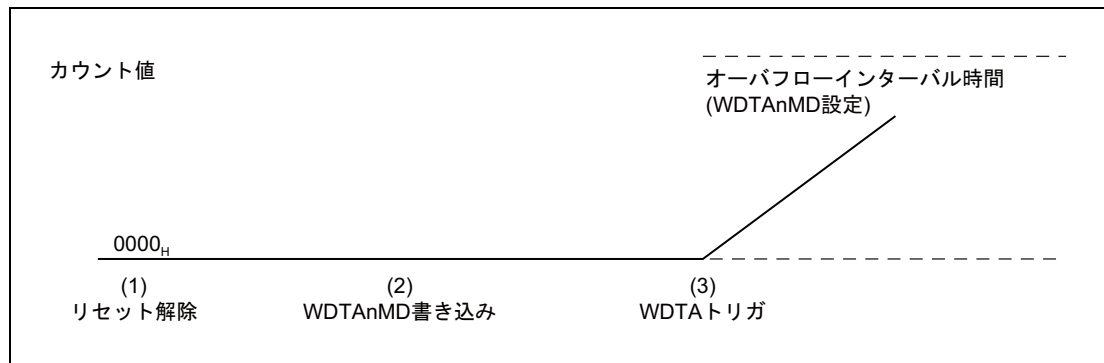 カウント値
オーバフローインターバル時間
(WDTAnMD設定)
0000H
(1)
リセット解除
(2)
WDTAnMD書き込み
(3)
WDTAトリガ